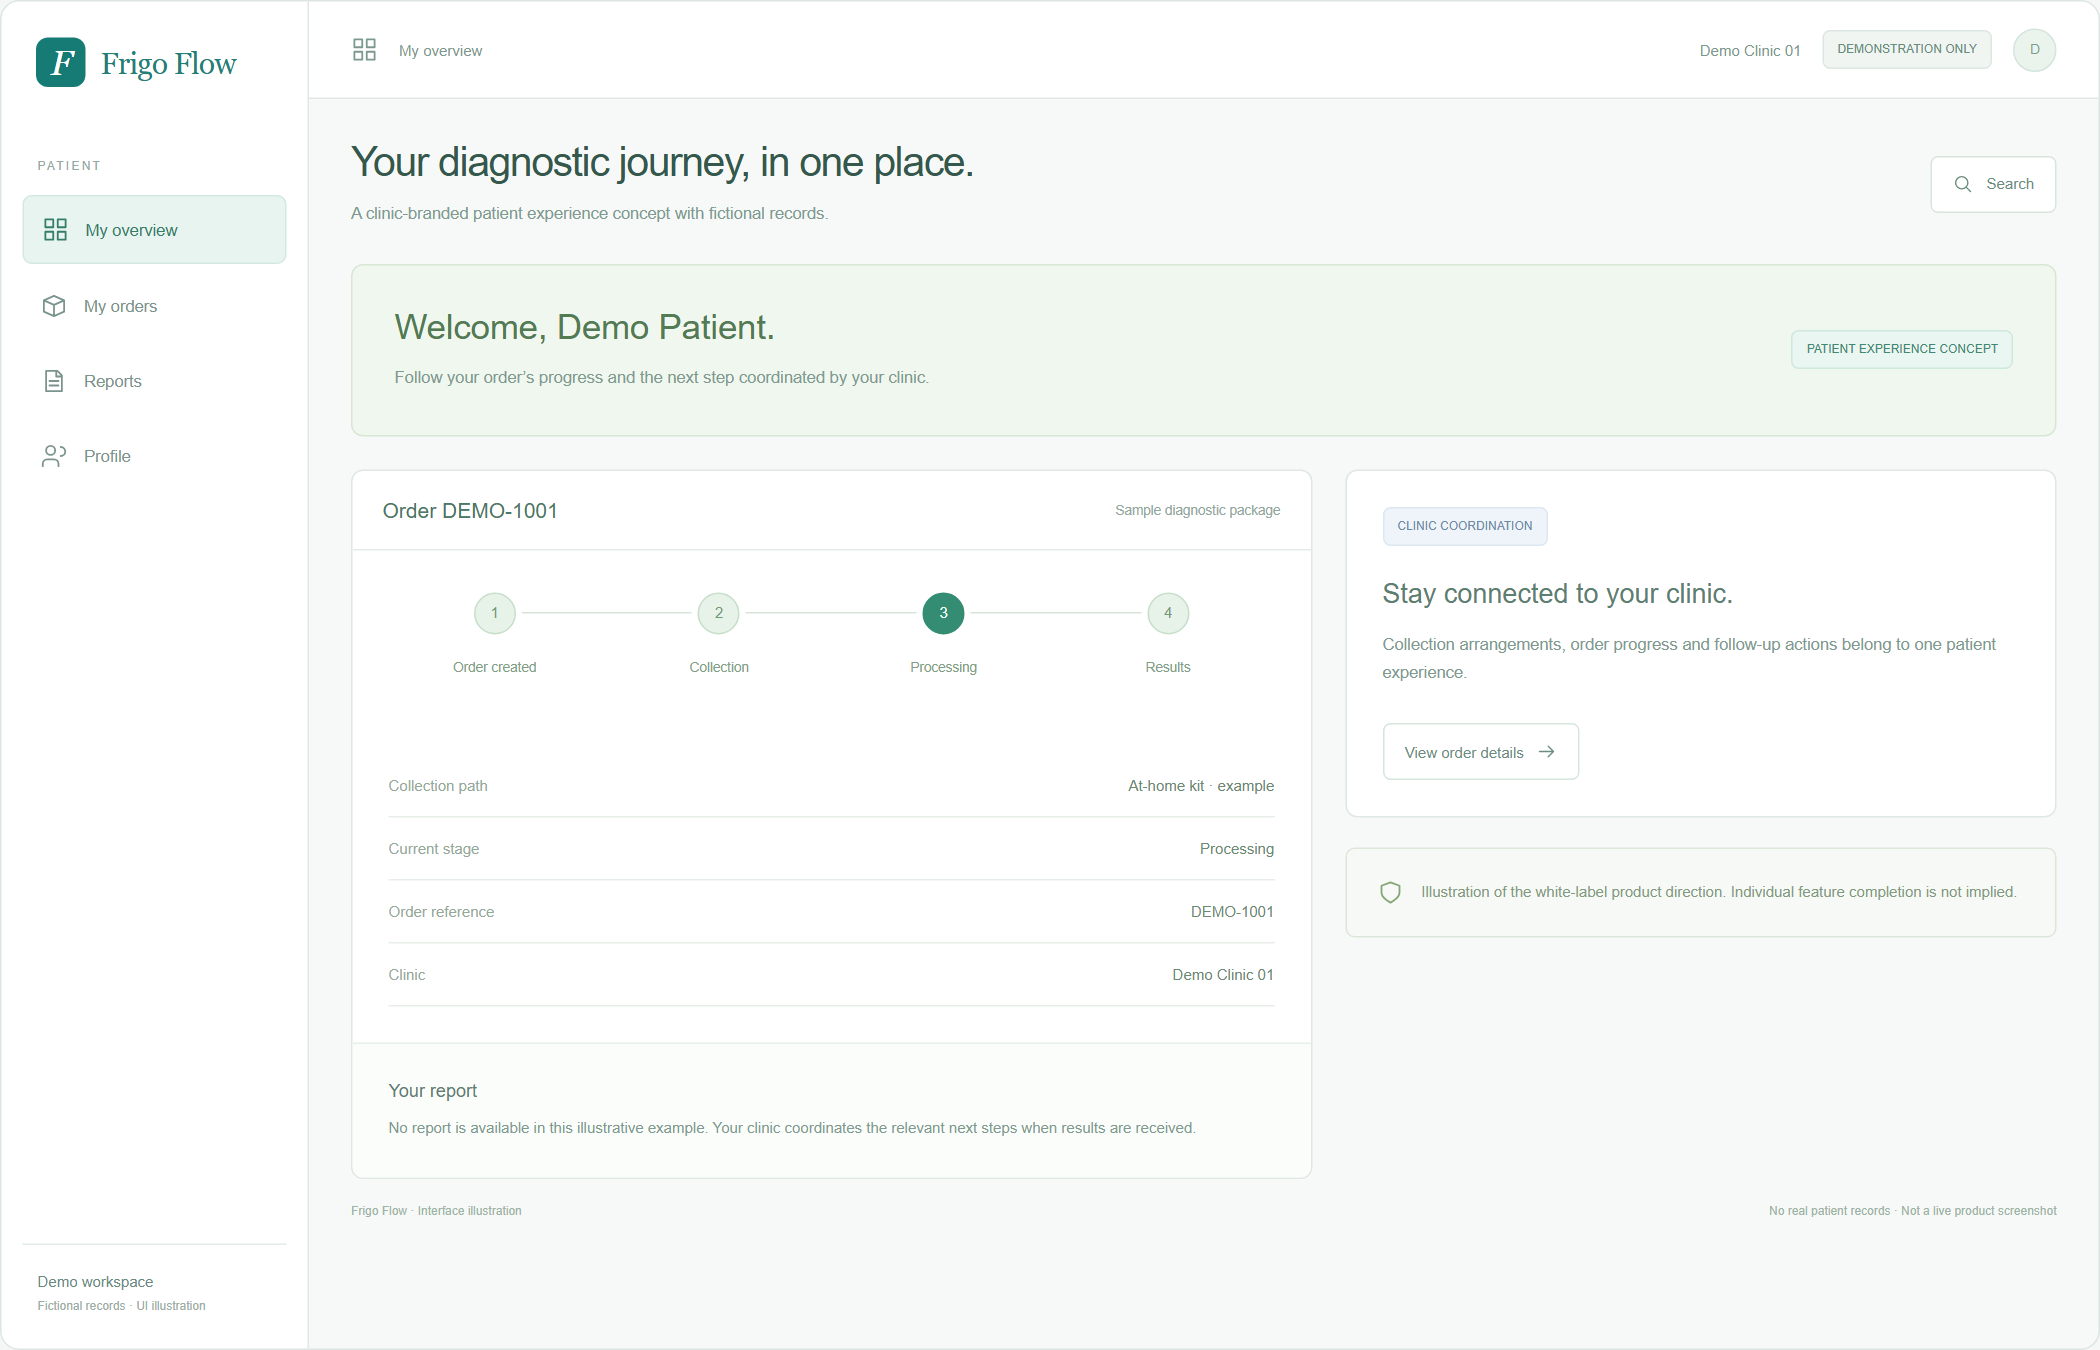 F Frigo Flow
PATIENT
My overview
My orders
Reports
Profile
Demo workspace
Fictional records · UI illustration
My overview
Demo Clinic 01
DEMONSTRATION ONLY
D
Your diagnostic journey, in one place.
A clinic-branded patient experience concept with fictional records.
Search
Welcome, Demo Patient.
Follow your order’s progress and the next step coordinated by your clinic.
PATIENT EXPERIENCE CONCEPT
Order DEMO-1001
Sample diagnostic package
1
2
3
4
Order created
Collection
Processing
Results
Collection path
At-home kit · example
Current stage
Processing
Order reference
DEMO-1001
Clinic
Demo Clinic 01
Your report
No report is available in this illustrative example. Your clinic coordinates the relevant next steps when results are received.
CLINIC COORDINATION
Stay connected to your clinic.
Collection arrangements, order progress and follow-up actions belong to one patient
experience.
View order details
Illustration of the white-label product direction. Individual feature completion is not implied.
Frigo Flow · Interface illustration
No real patient records · Not a live product screenshot